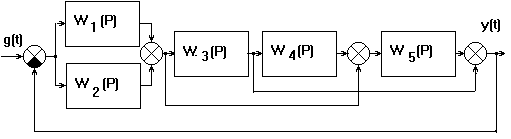 g(t)
W 1 (P)
W 2 (P)
W. 3 (P)
W 4 (P)
W 5 (P)
y(t)